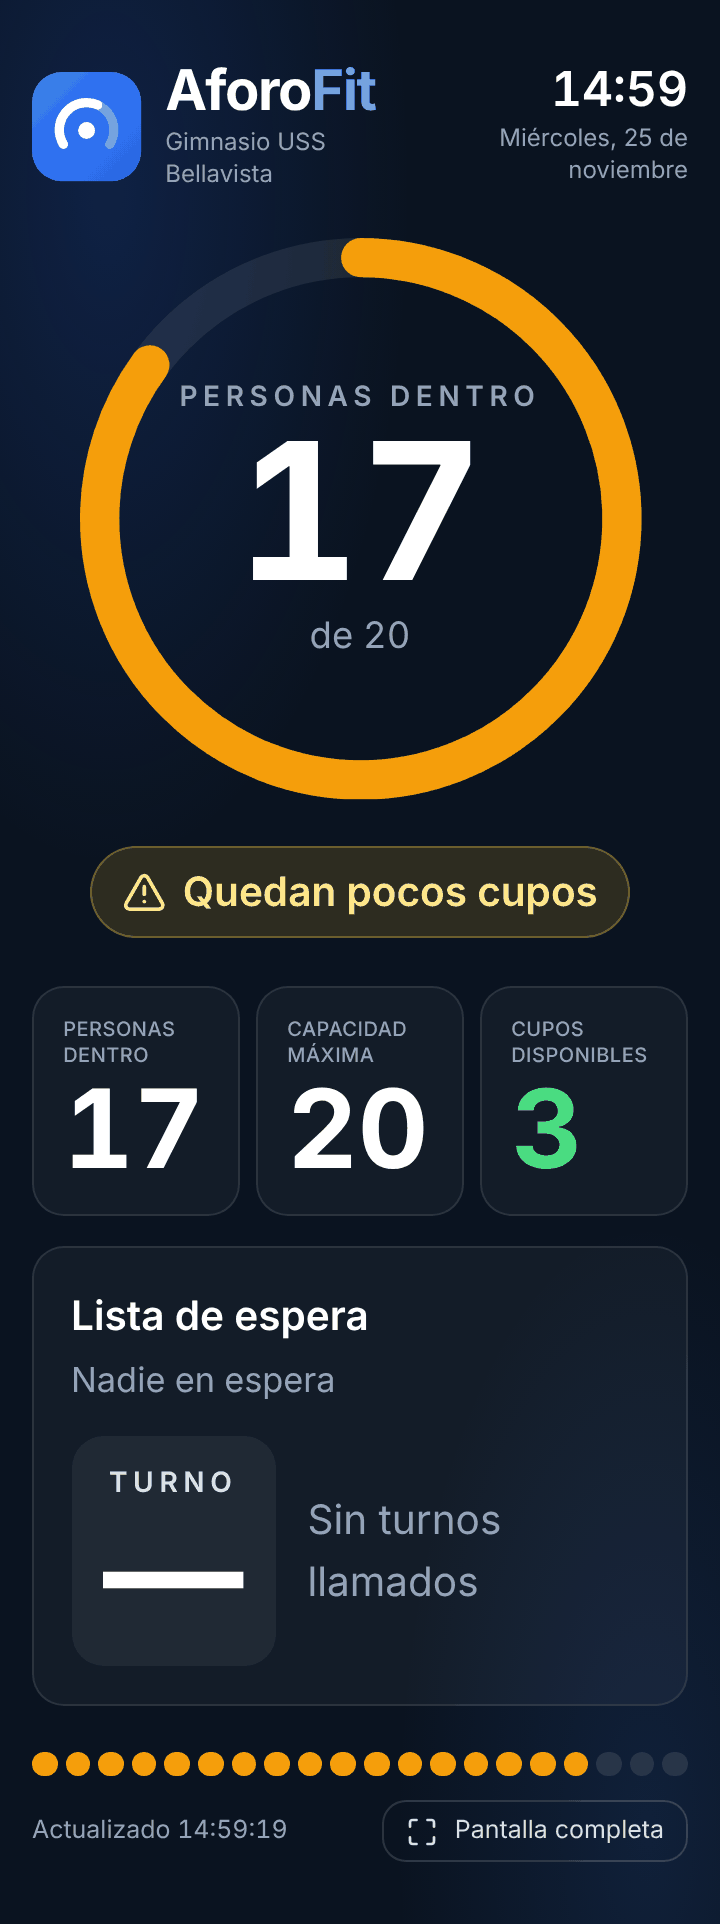 AforoFit
Gimnasio USS
Bellavista
14:59
Miércoles, 25 de
noviembre
PERSONAS DENTRO
17
de 20
Quedan pocos cupos
PERSONAS
DENTRO
17
CAPACIDAD
MÁXIMA
20
CUPOS
DISPONIBLES
3
Lista de espera
Nadie en espera
TURNO
—
Sin turnos
llamados
Actualizado 14:59:19
Pantalla completa